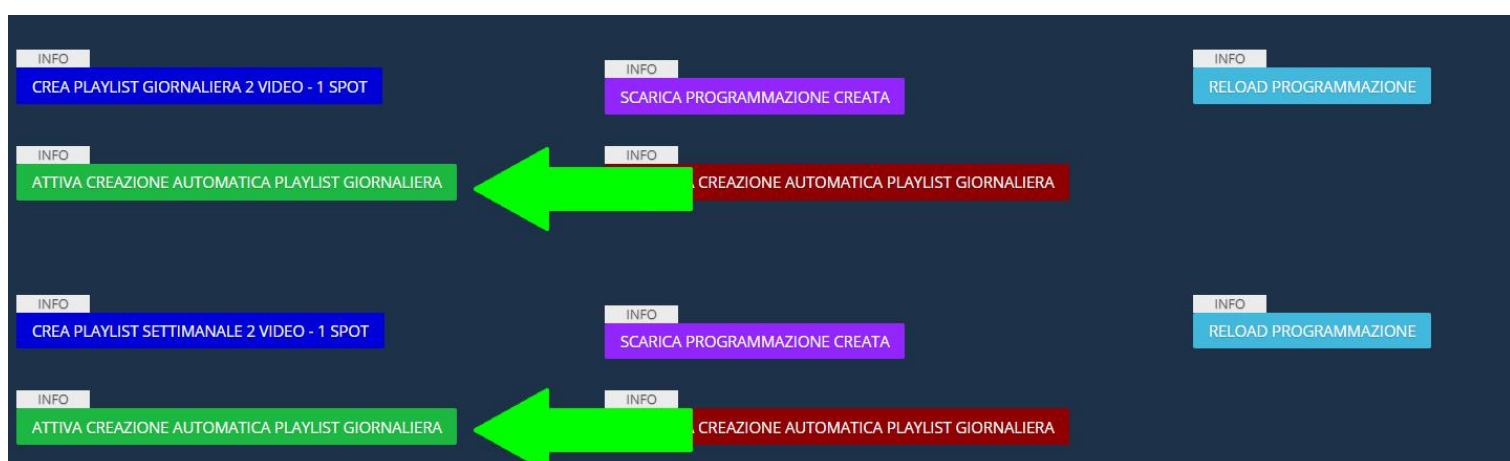 INFO
CREA PLAYLIST GIORNALIERA 2 VIDEO - 1 SPOT
INFO
SCARICA PROGRAMMAZIONE CREATA
INFO
RELOAD PROGRAMMAZIONE
INFO
ATTIVA CREAZIONE AUTOMATICA PLAYLIST GIORNALIERA
INFO
CREAZIONE AUTOMATICA PLAYLIST GIORNALIERA
INFO
CREA PLAYLIST SETTIMANALE 2 VIDEO - 1 SPOT
INFO
SCARICA PROGRAMMAZIONE CREATA
INFO
RELOAD PROGRAMMAZIONE
INFO
ATTIVA CREAZIONE AUTOMATICA PLAYLIST GIORNALIERA
INFO
CREAZIONE AUTOMATICA PLAYLIST GIORNALIERA